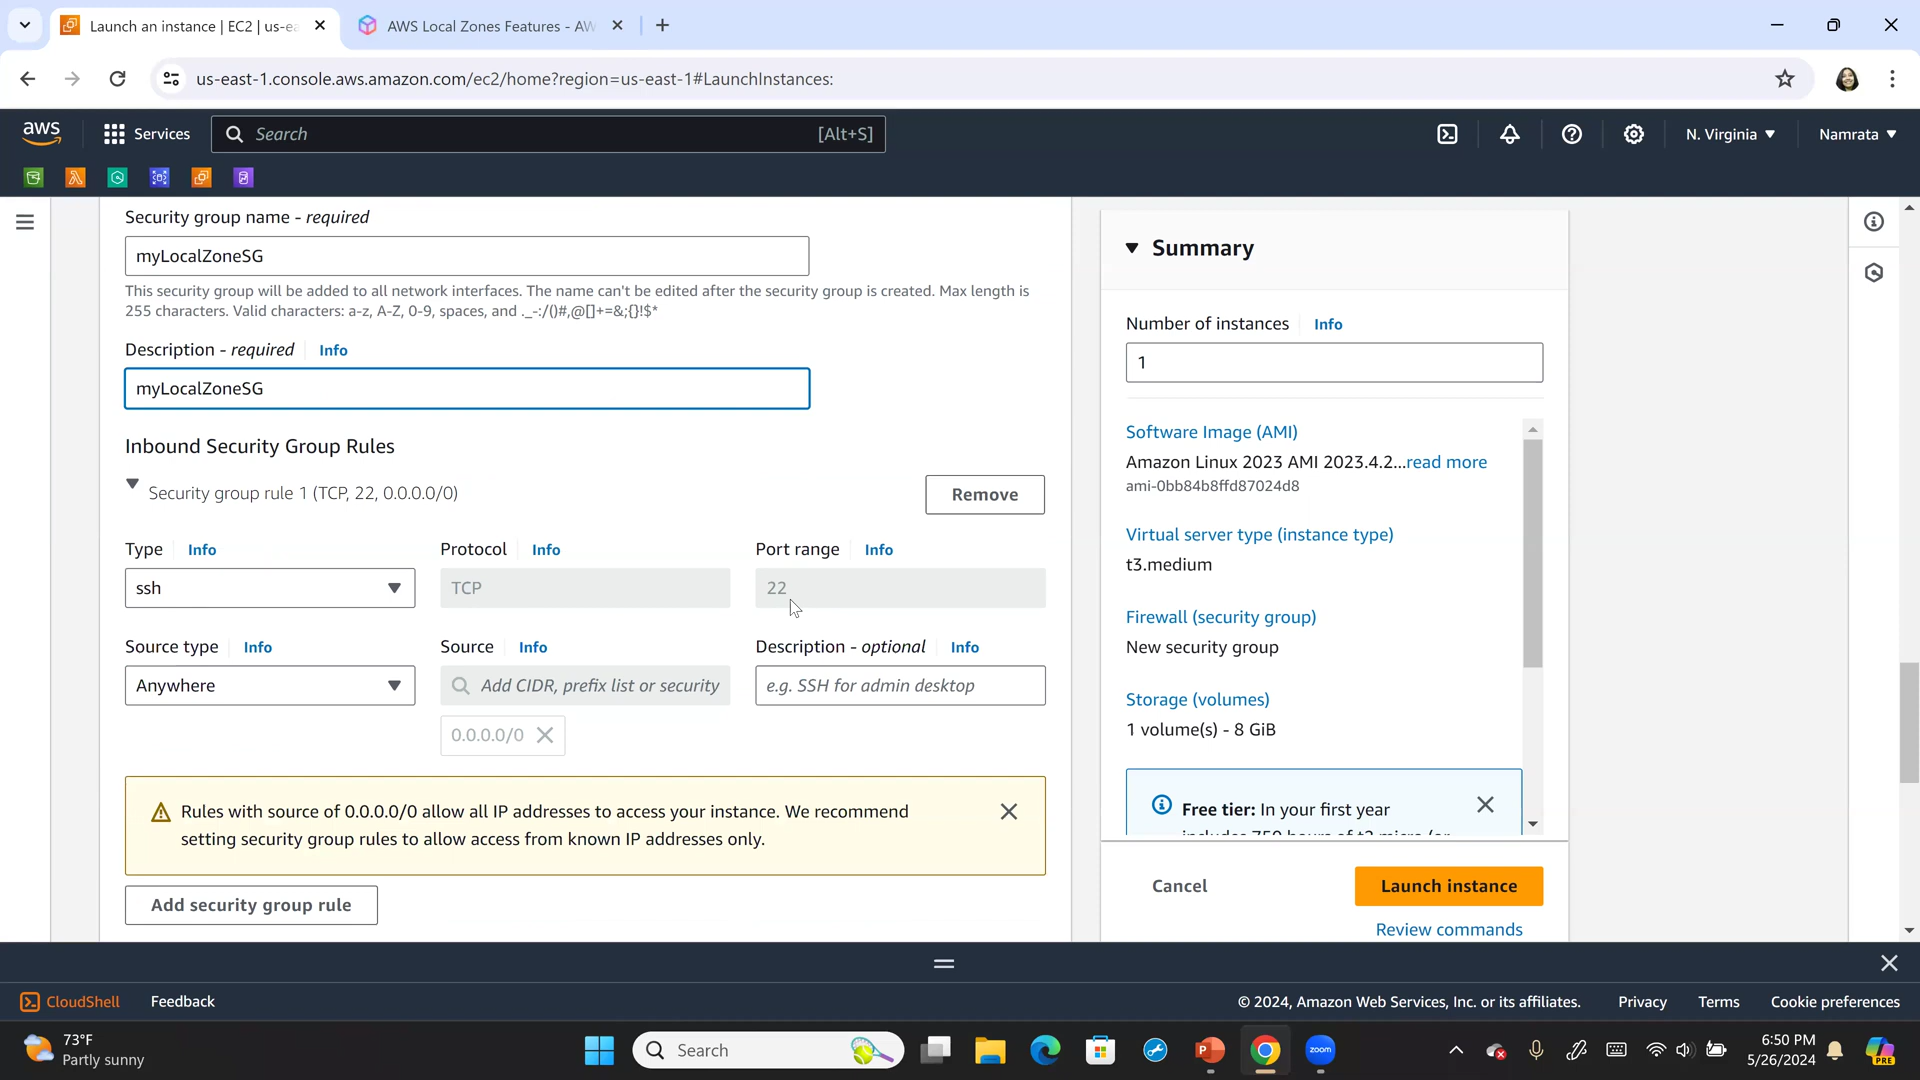 Launch an instance | EC2 | us-ea
AWS Local Zones Features - AW
us-east-1.console.aws.amazon.com/ec2/home?region=us-east-1#LaunchInstances:
aws
Services
Search
[Alt+S]
N. Virginia
Namrata
Security group name - required
myLocalZoneSG
This security group will be added to all network interfaces. The name can't be edited after the security group is created. Max length is
255 characters. Valid characters: a-z, A-Z, 0-9, spaces, and ._-:/()#,@[]+=&;{}!$*
Description - required
Info
myLocalZoneSG
Inbound Security Group Rules
Security group rule 1 (TCP, 22, 0.0.0.0/0)
Remove
Type Info
Protocol Info
Port range Info
ssh
TCP
22
Source type Info
Source Info
Description - optional Info
Anywhere
Add CIDR, prefix list or security
e.g. SSH for admin desktop
0.0.0.0/0
Rules with source of 0.0.0.0/0 allow all IP addresses to access your instance. We recommend
setting security group rules to allow access from known IP addresses only.
Add security group rule
Summary
Number of instances Info
1
Software Image (AMI)
Amazon Linux 2023 AMI 2023.4.2...read more
ami-0bb84b8ffd87024d8
Virtual server type (instance type)
t3.medium
Firewall (security group)
New security group
Storage (volumes)
1 volume(s) - 8 GiB
Free tier: In your first year
includes 750 hours of t2.micro (or
Cancel
Launch instance
Review commands
CloudShell
Feedback
© 2024, Amazon Web Services, Inc. or its affiliates.
Privacy
Terms
Cookie preferences
73°F
Partly sunny
Search
zoom
6:50 PM
5/26/2024
PRE